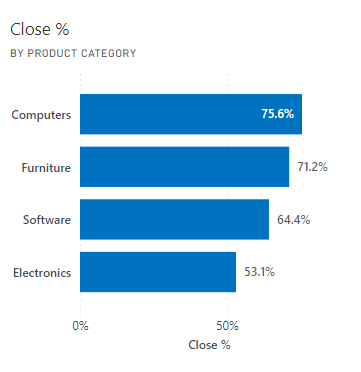 Close %
BY PRODUCT CATEGORY
Computers 75.6%
Furniture 71.2%
Software 64.4%
Electronics 53.1%
0% 50%
Close %